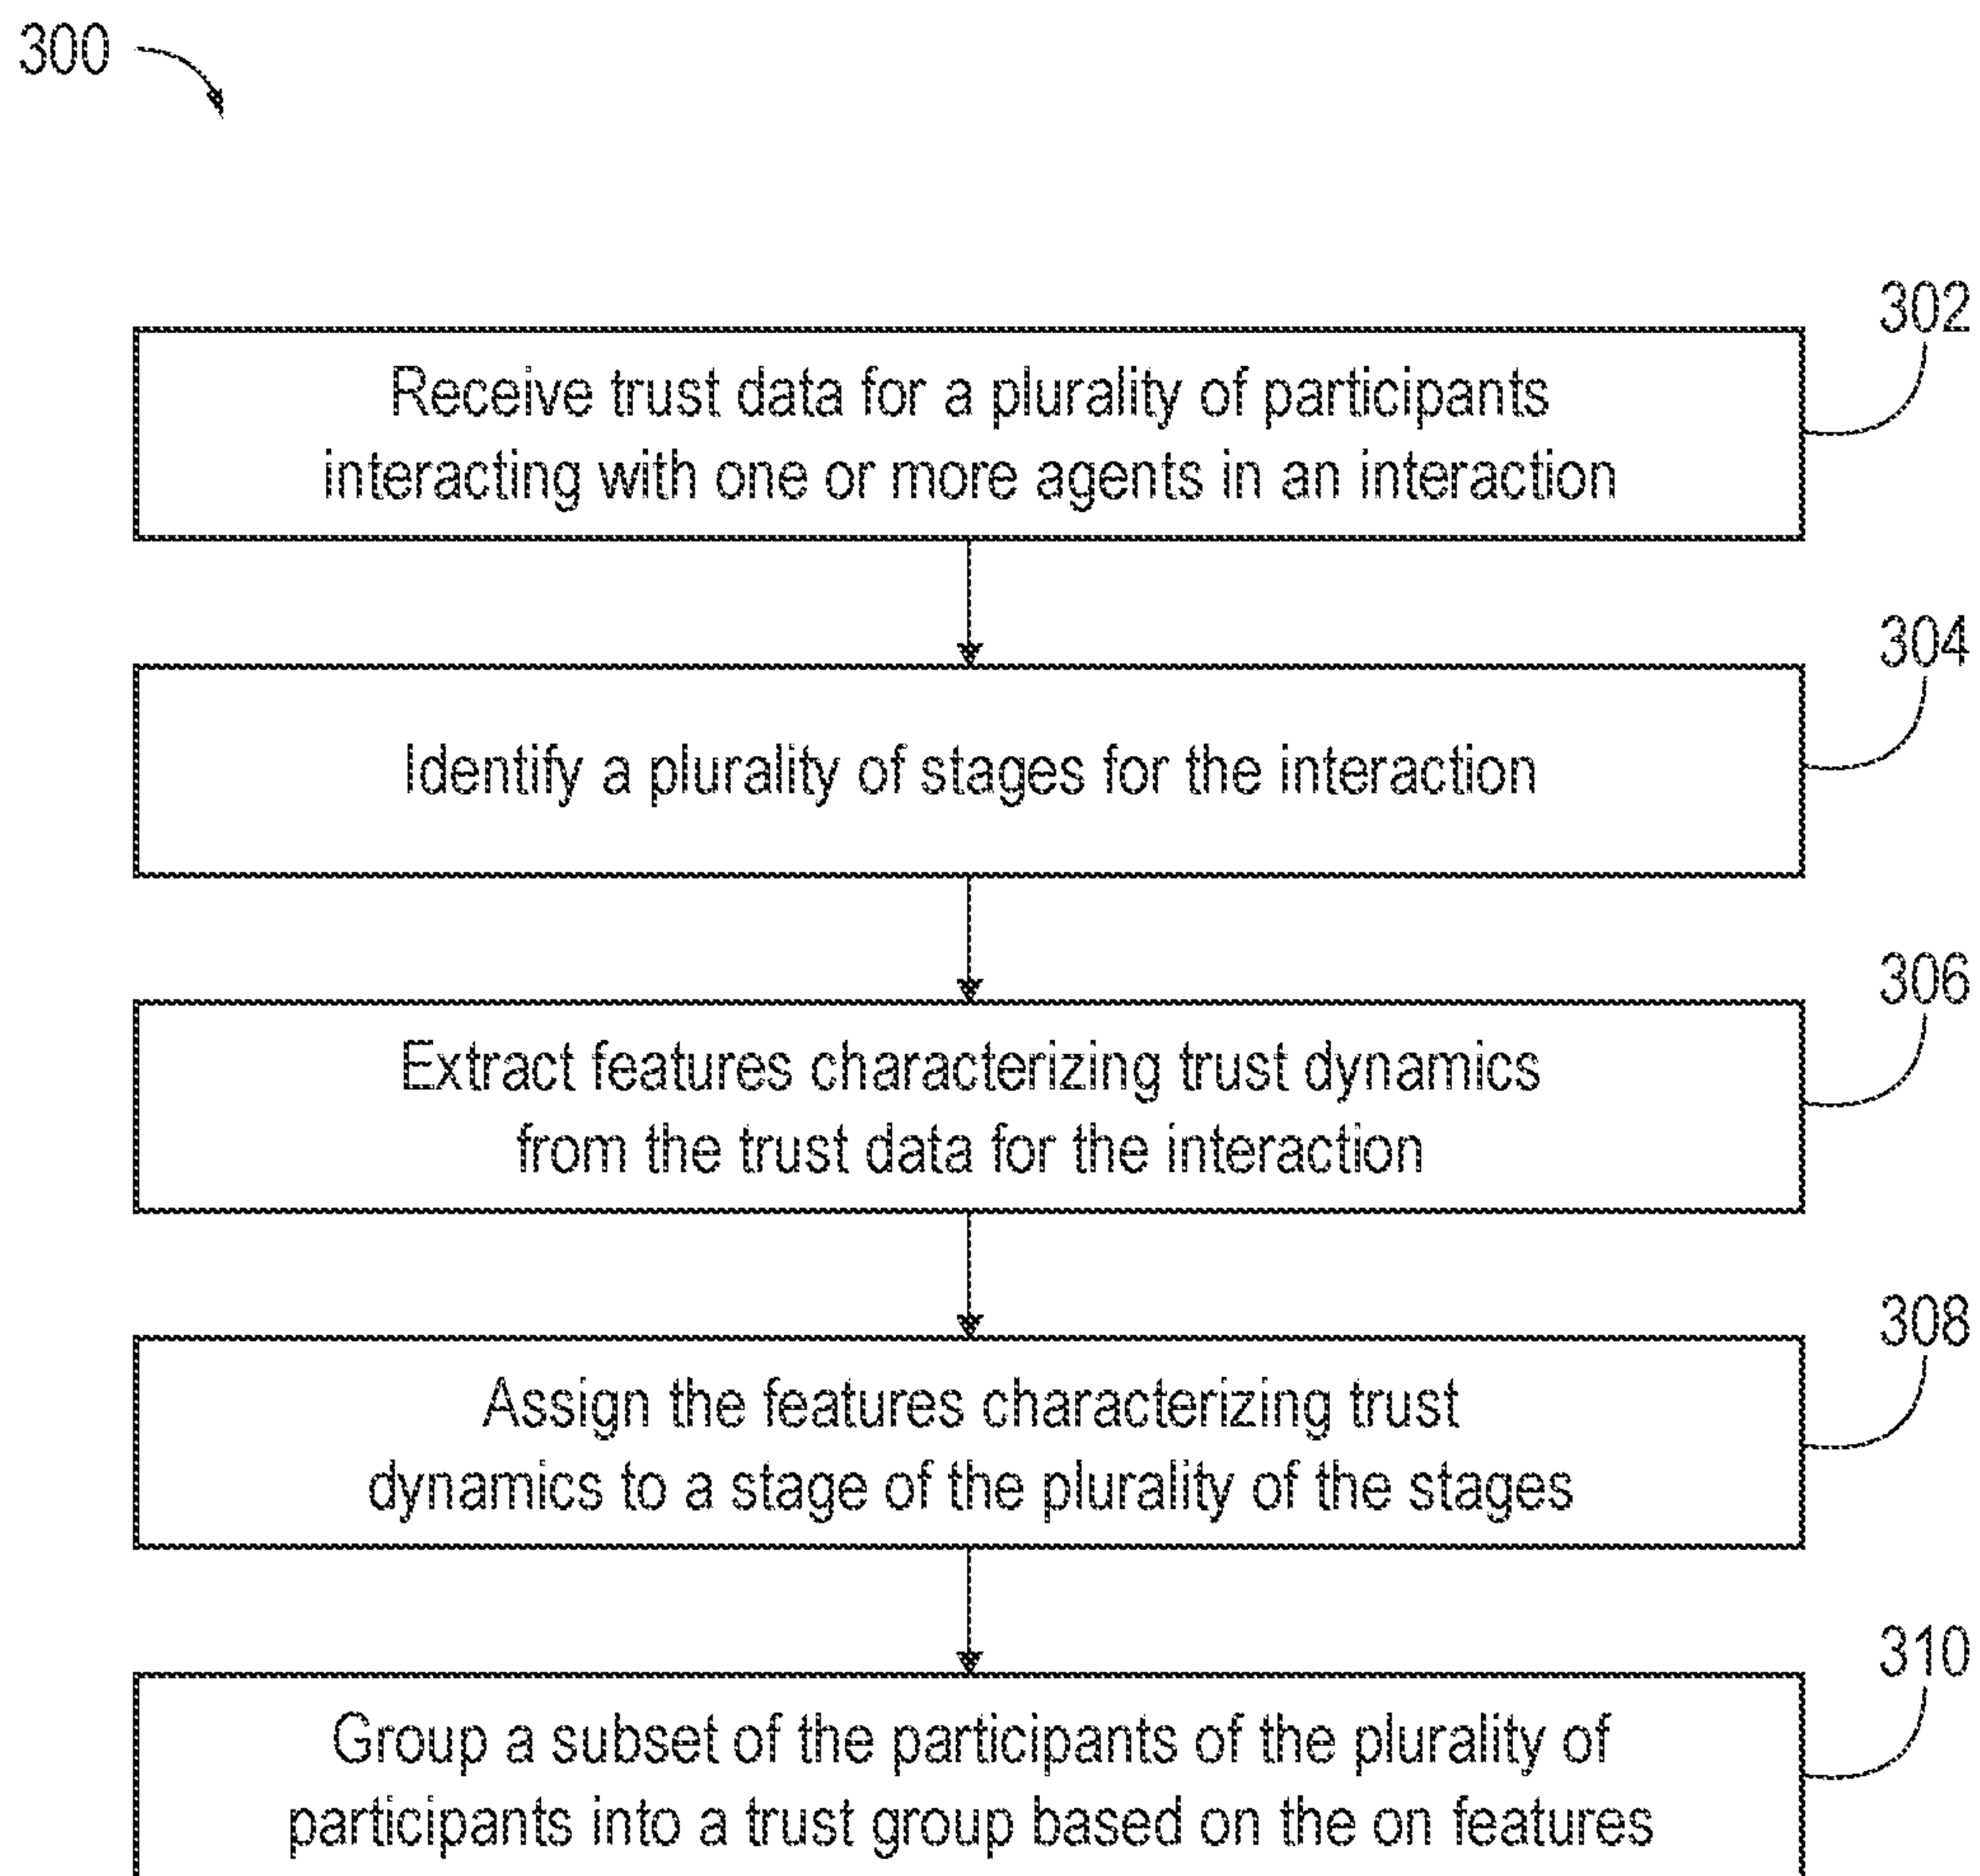 300
302
Receive trust data for a plurality of participants
interacting with one or more agents in an interaction
304
Identify a plurality of stages for the interaction
306
Extract features characterizing trust dynamics
from the trust data for the interaction
308
Assign the features characterizing trust
dynamics to a stage of the plurality of the stages
310
Group a subset of the participants of the plurality of
participants into a trust group based on the on features